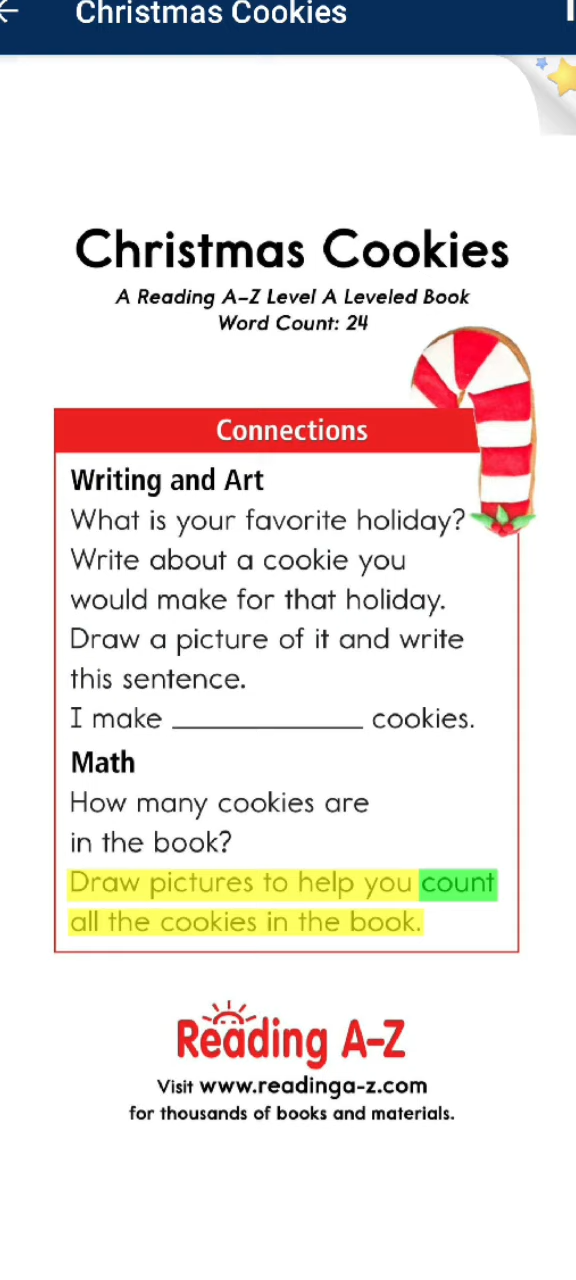 Christmas Cookies
Christmas Cookies
A Reading A–Z Level A Leveled Book
Word Count: 24
Connections
Writing and Art
What is your favorite holiday?
Write about a cookie you
would make for that holiday.
Draw a picture of it and write
this sentence.
I make _____________ cookies.
Math
How many cookies are
in the book?
Draw pictures to help you count
all the cookies in the book.
Reading A–Z
Visit www.readinga-z.com
for thousands of books and materials.